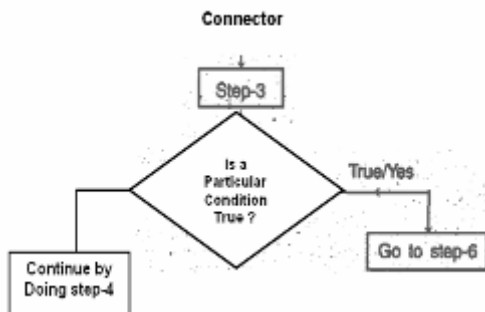 Connector
Step-3
Is a
Particular
Condition
True ?
True/Yes
Continue by
Doing step-4
Go to step-6